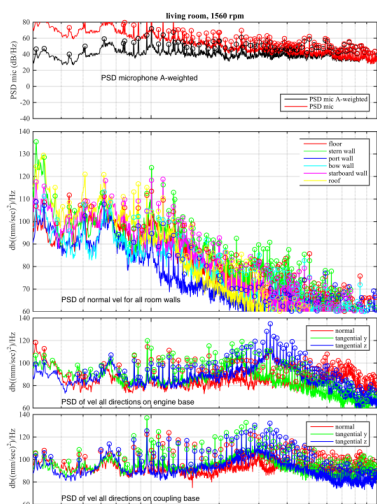 living room, 1560 rpm
PSD mic (dB/Hz)
80
60
40
20
0
-20
-40
PSD microphone A-weighted
PSD mic A-weighted
PSD mic
db((mm/sec)²)/Hz
140
130
120
110
100
90
80
70
60
floor
stern wall
port wall
bow wall
starboard wall
roof
PSD of normal vel for all room walls
db((mm/sec)²)/Hz
140
120
100
80
60
normal
tangential y
tangential z
PSD of vel all directions on engine base
db((mm/sec)²)/Hz
140
120
100
80
60
normal
tangential y
tangential z
PSD of vel all directions on coupling base